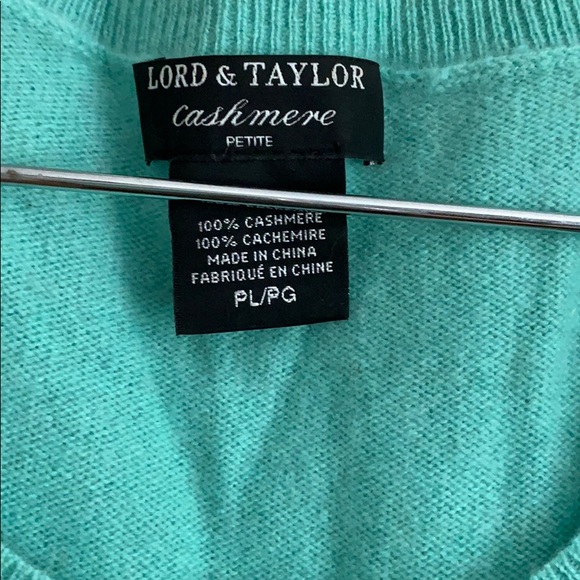 LORD & TAYLOR
cashmere
PETITE
100% CASHMERE
100% CACHEMIRE
MADE IN CHINA
FABRIQUÉ EN CHINE
PL/PG